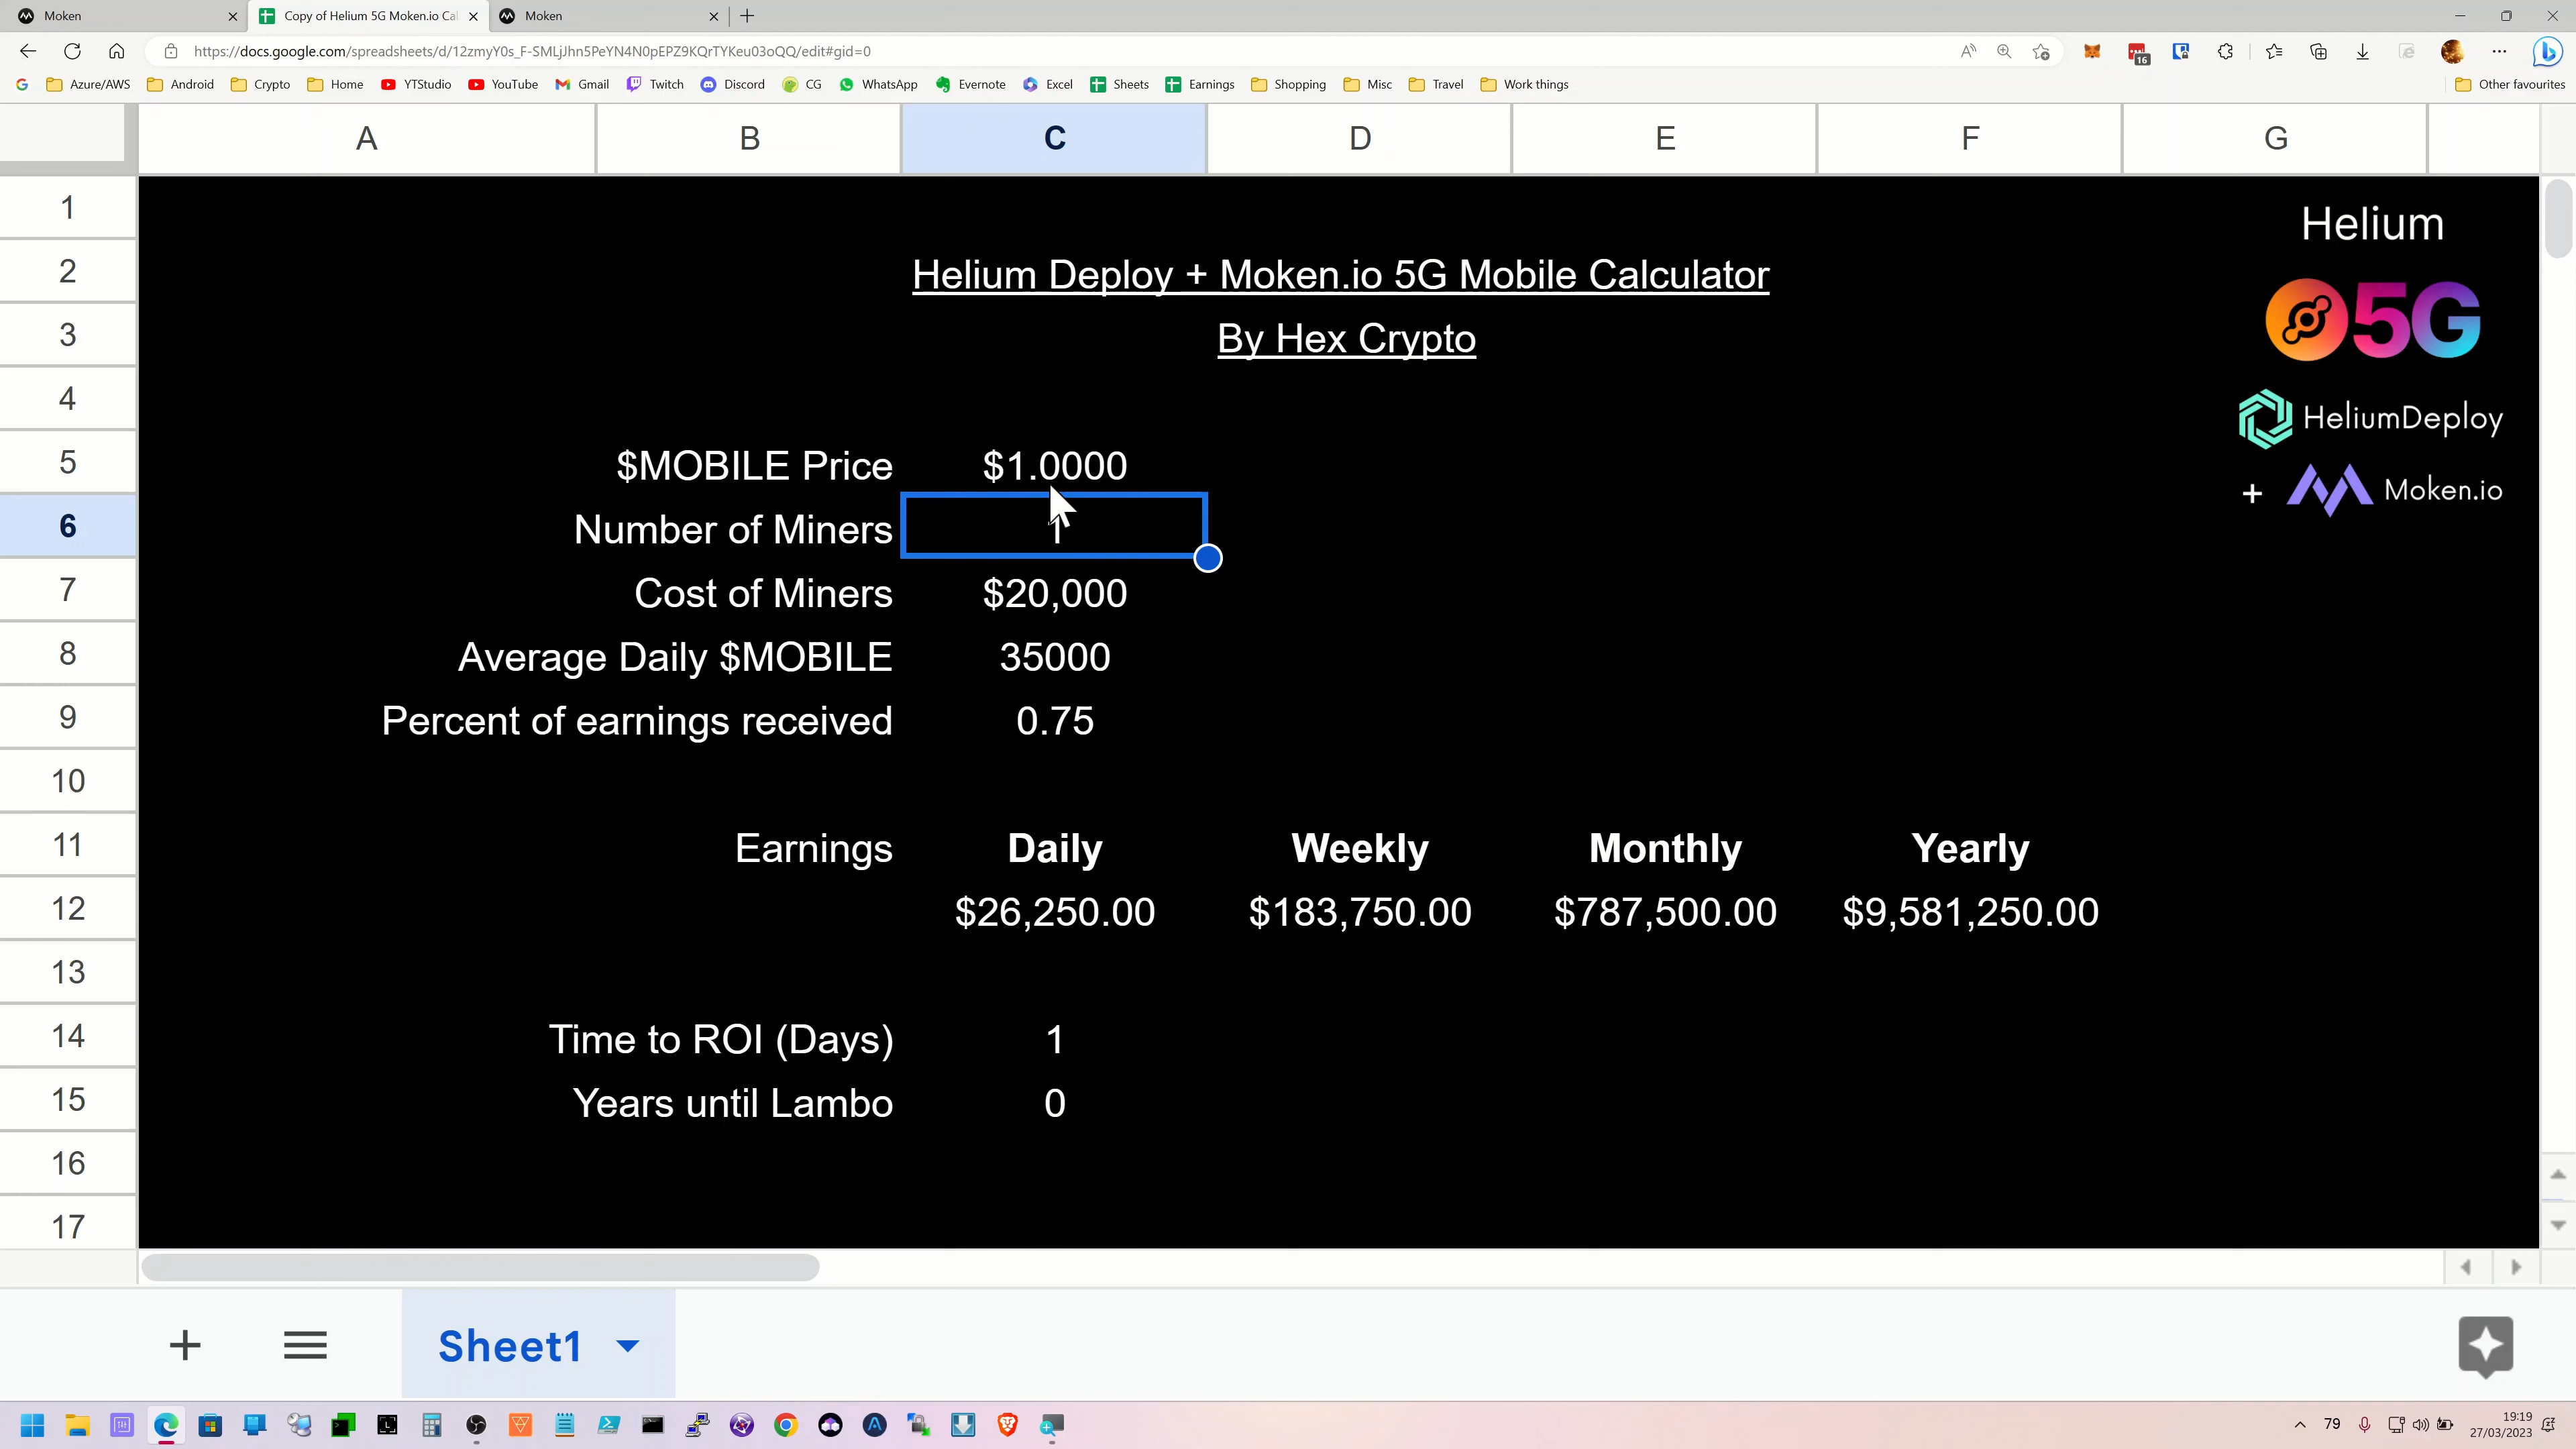 Moken
Copy of Helium 5G Moken.io Cal
Moken
https://docs.google.com/spreadsheets/d/12zmyY0s_F-SMLjJhn5PeYN4N0pEPZ9KQrTYKeu03oQQ/edit#gid=0
16
Azure/AWS Android Crypto Home YTStudio YouTube Gmail Twitch Discord CG WhatsApp Evernote Excel Sheets Earnings Shopping Misc Travel Work things Other favourites
A B C D E F G
1
Helium
2 Helium Deploy + Moken.io 5G Mobile Calculator
3 By Hex Crypto
5G
4
HeliumDeploy
5 $MOBILE Price $1.0000
+ Moken.io
6 Number of Miners 1
7 Cost of Miners $20,000
8 Average Daily $MOBILE 35000
9 Percent of earnings received 0.75
10
11 Earnings Daily Weekly Monthly Yearly
12 $26,250.00 $183,750.00 $787,500.00 $9,581,250.00
13
14 Time to ROI (Days) 1
15 Years until Lambo 0
16
17
Sheet1
79
19:19
27/03/2023